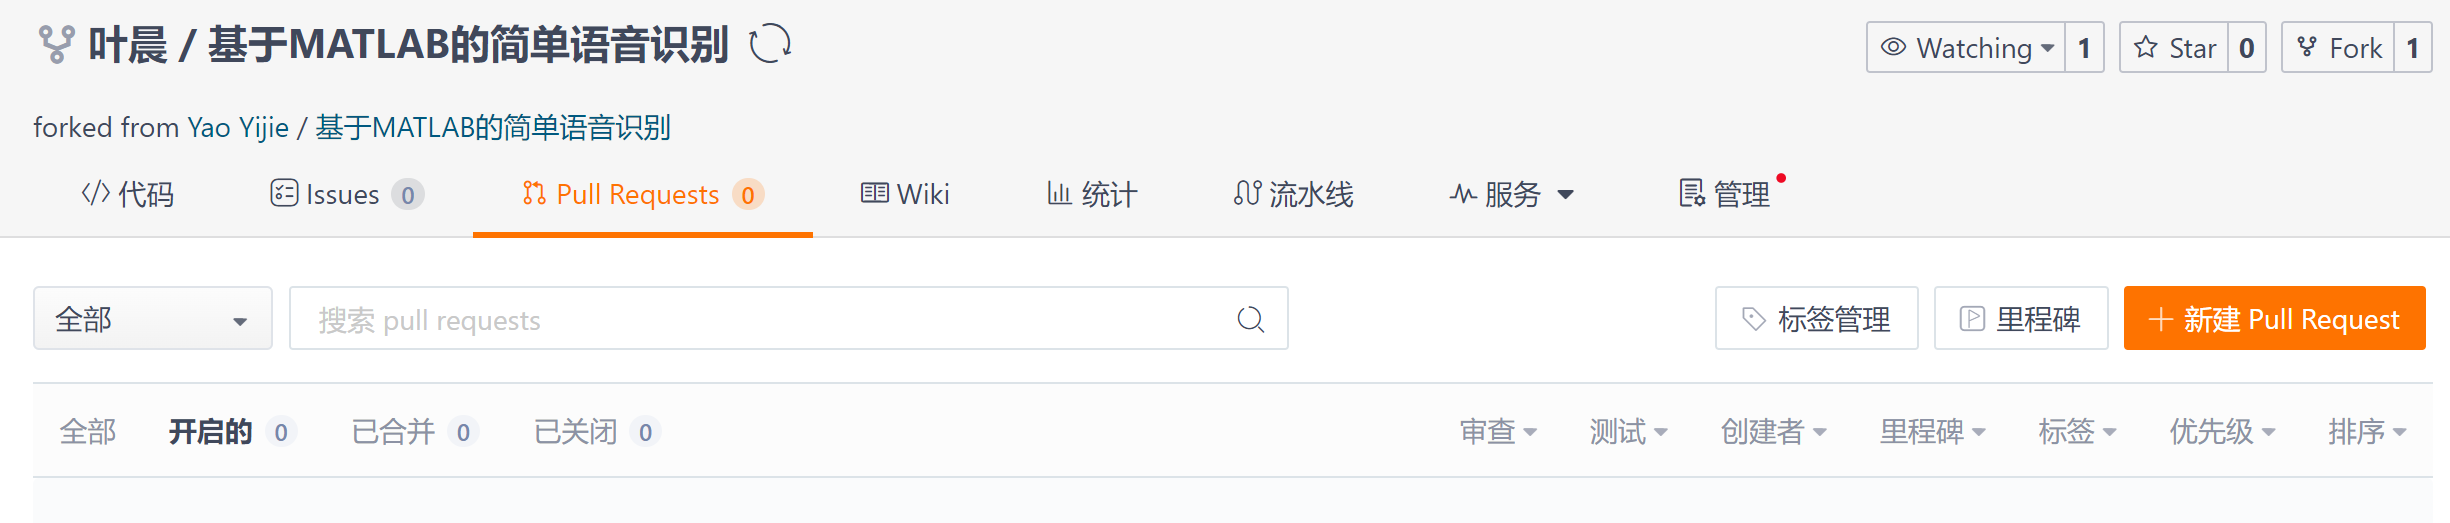 叶晨 / 基于MATLAB的简单语音识别 Watching 1 Star 0 Fork 1
forked from Yao Yijie / 基于MATLAB的简单语音识别
代码 Issues 0 Pull Requests 0 Wiki 统计 流水线 服务 管理
全部 搜索 pull requests 标签管理 里程碑 + 新建 Pull Request
全部 开启的 0 已合并 0 已关闭 0 审查 测试 创建者 里程碑 标签 优先级 排序